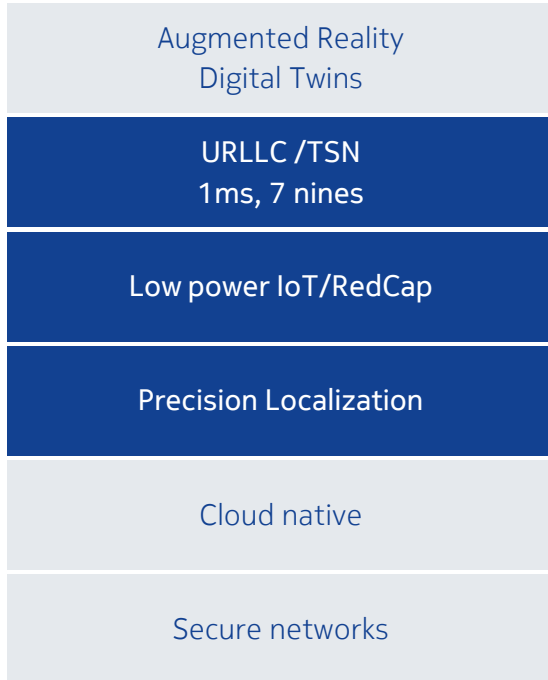 Augmented Reality
Digital Twins
URLLC /TSN
1ms, 7 nines
Low power IoT/RedCap
Precision Localization
Cloud native
Secure networks